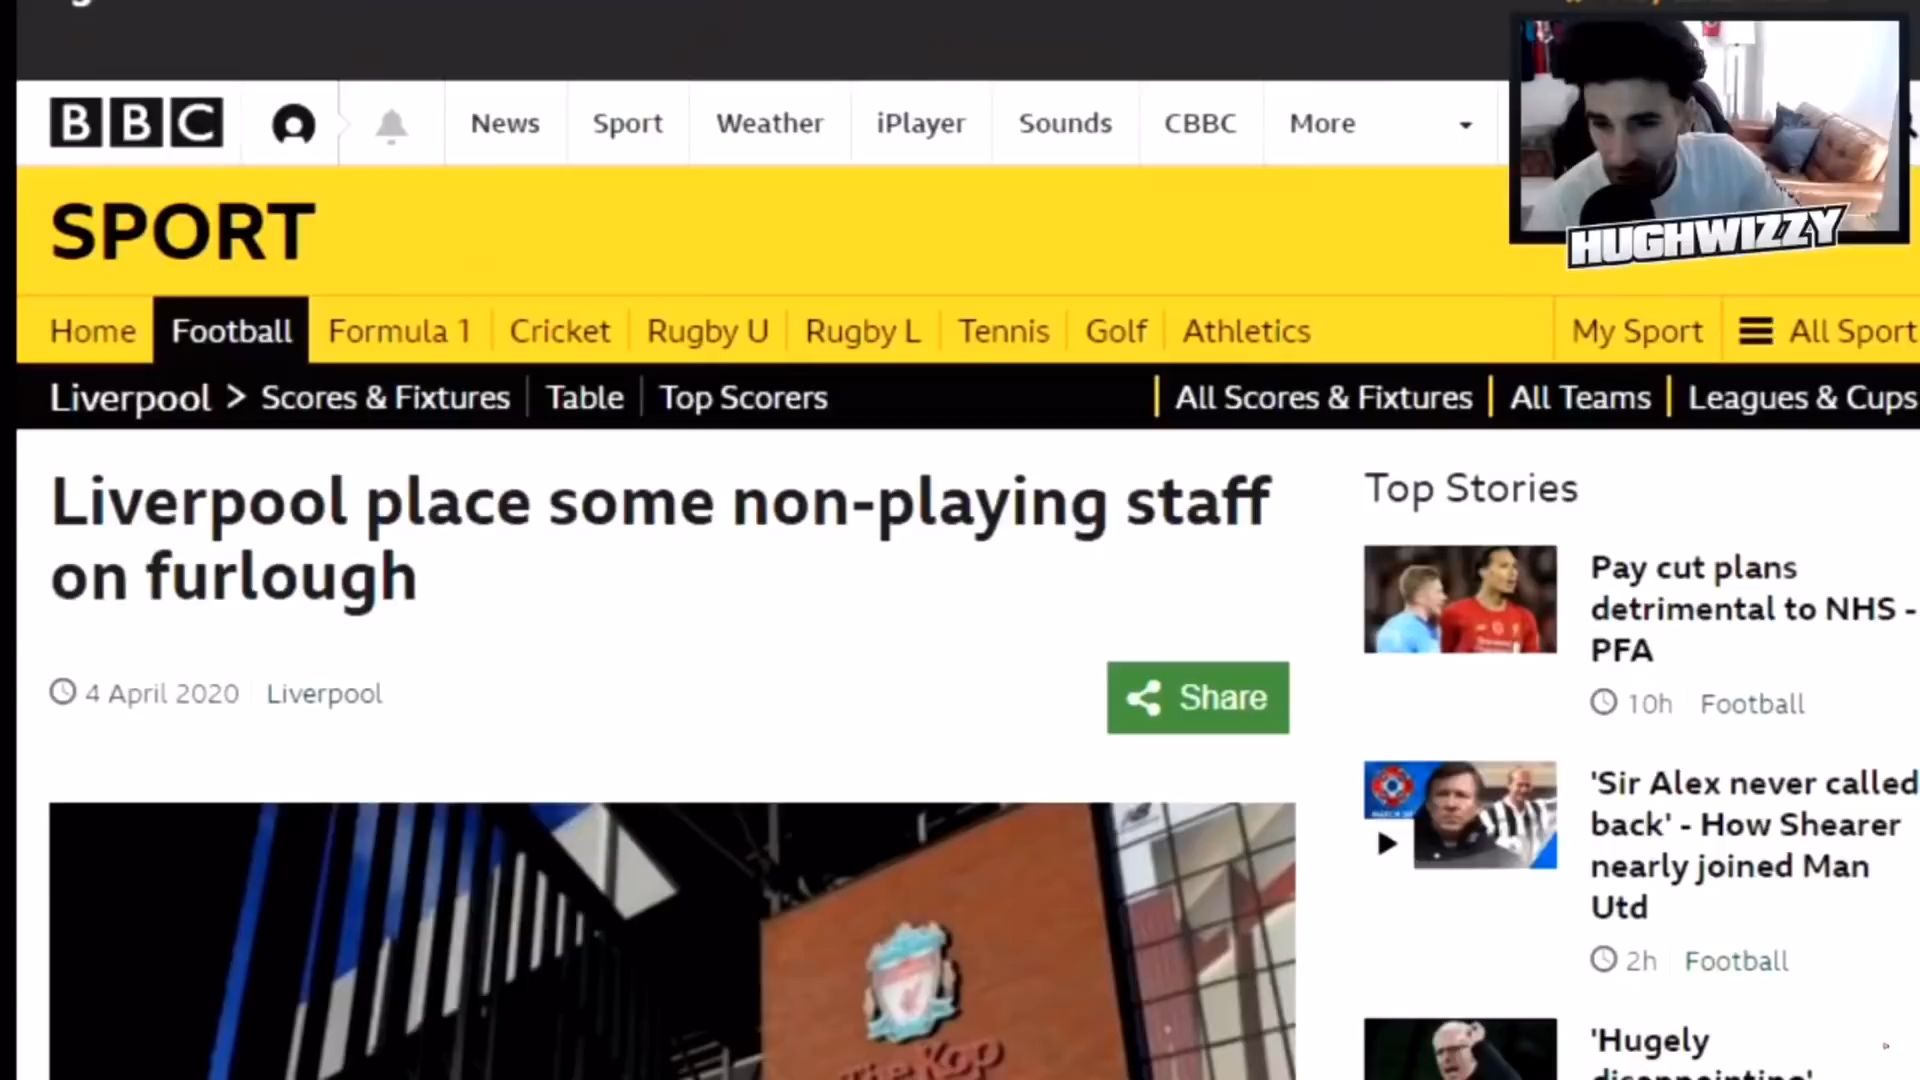 BBC
News
Sport
Weather
iPlayer
Sounds
CBBC
More
HUGHWIZZY
SPORT
Home
Football
Formula 1
Cricket
Rugby U
Rugby L
Tennis
Golf
Athletics
My Sport
All Sport
Liverpool > Scores & Fixtures
Table
Top Scorers
All Scores & Fixtures
All Teams
Leagues & Cups
Liverpool place some non-playing staff
on furlough
4 April 2020
Liverpool
Share
The Kop
Top Stories
Pay cut plans
detrimental to NHS -
PFA
10h
Football
'Sir Alex never called
back' - How Shearer
nearly joined Man
Utd
2h
Football
'Hugely
disappointing'